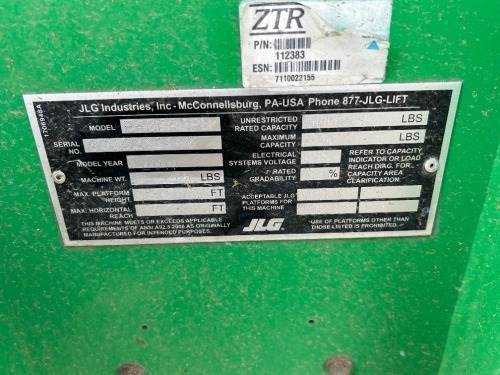 ZTR
P/N:
112383
ESN:
7110022155
1700948A
JLG Industries, Inc - McConnellsburg, PA-USA Phone 877-JLG-LIFT
MODEL
SERIAL NO.
MODEL YEAR
MACHINE WT. LBS
MAX. PLATFORM HEIGHT FT
MAX. HORIZONTAL REACH FT
THIS MACHINE MEETS OR EXCEEDS APPLICABLE
REQUIREMENTS OF ANSI A92.5 2006 AS ORIGINALLY
MANUFACTURED FOR INTENDED PURPOSES.
UNRESTRICTED RATED CAPACITY LBS
MAXIMUM CAPACITY LBS
ELECTRICAL SYSTEMS VOLTAGE
RATED GRADABILITY %
REFER TO CAPACITY
INDICATOR OR LOAD
REACH DIAG. FOR
CAPACITY AREA
CLARIFICATION.
ACCEPTABLE JLG
PLATFORMS FOR
THIS MACHINE
JLG
USE OF PLATFORMS OTHER THAN
THOSE LISTED IS PROHIBITED.